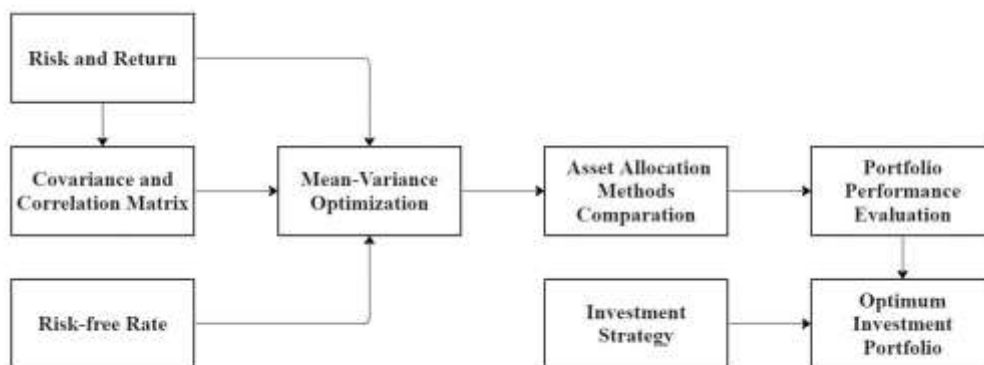 Risk and Return
Covariance and
Correlation Matrix
Mean-Variance
Optimization
Asset Allocation
Methods
Comparation
Portfolio
Performance
Evaluation
Risk-free Rate
Investment
Strategy
Optimum
Investment
Portfolio